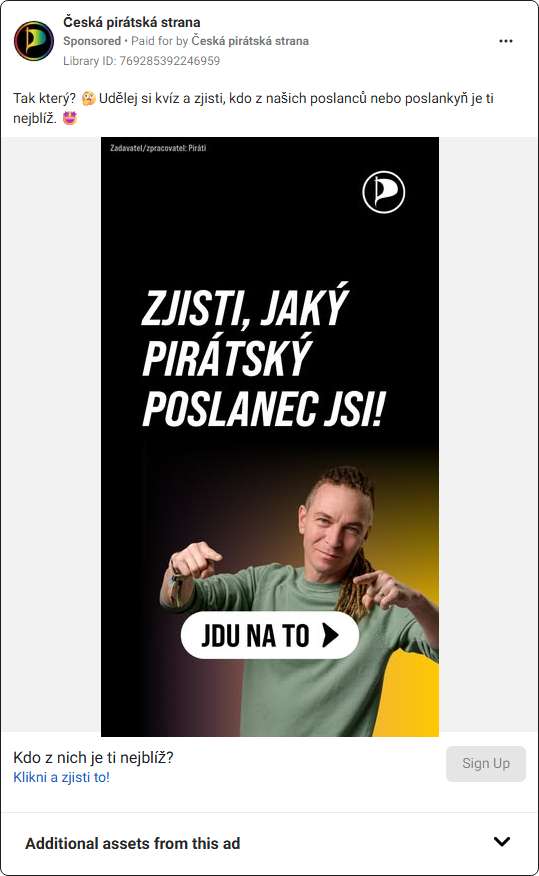 Česká pirátská strana
Sponsored • Paid for by Česká pirátská strana
Library ID: 769285392246959
Tak který? 🤔 Udělej si kvíz a zjisti, kdo z našich poslanců nebo poslankyň je ti
nejblíž. 🤩
Zadavatel/zpracovatel: Piráti
ZJISTI, JAKÝ
PIRÁTSKÝ
POSLANEC JSI!
JDU NA TO
Kdo z nich je ti nejblíž?
Klikni a zjisti to!
Sign Up
Additional assets from this ad